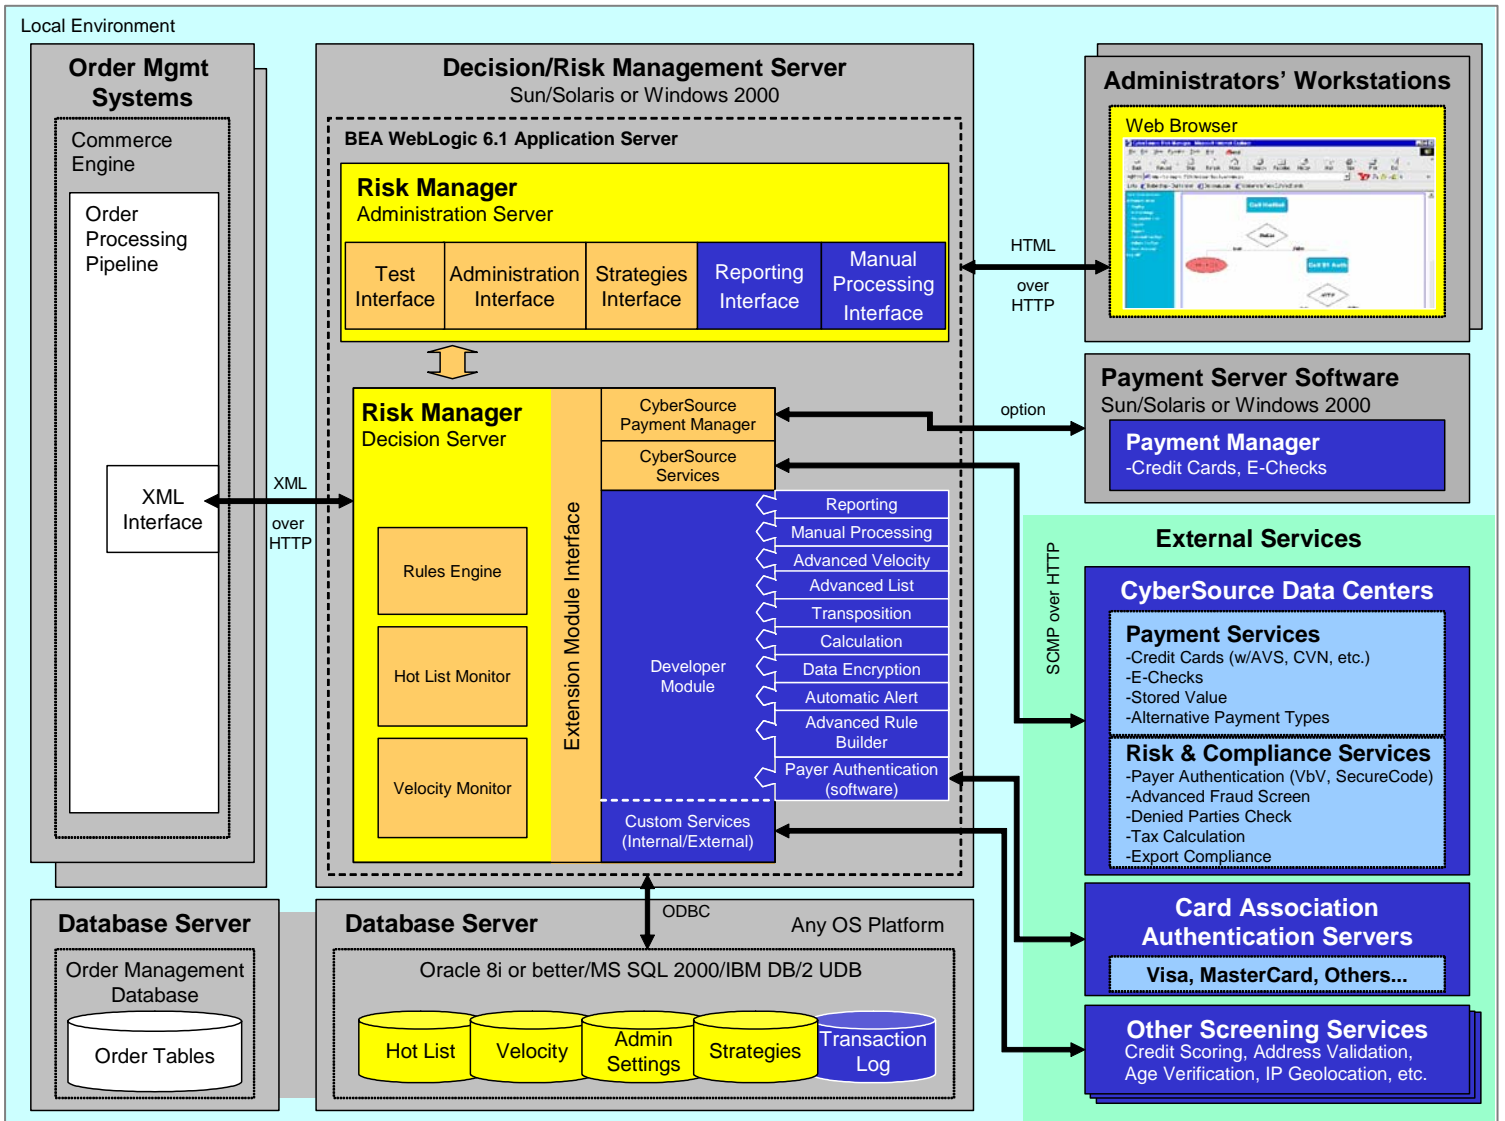 Local Environment
Order Mgmt
Systems
Commerce
Engine
Order
Processing
Pipeline
XML
Interface
XML
over
HTTP
Decision/Risk Management Server
Sun/Solaris or Windows 2000
BEA WebLogic 6.1 Application Server
Risk Manager
Administration Server
Test
Interface
Administration
Interface
Strategies
Interface
Reporting
Interface
Manual
Processing
Interface
Risk Manager
Decision Server
Rules Engine
Hot List Monitor
Velocity Monitor
Extension Module Interface
CyberSource
Payment Manager
CyberSource
Services
Developer
Module
Reporting
Manual Processing
Advanced Velocity
Advanced List
Transposition
Calculation
Data Encryption
Automatic Alert
Advanced Rule
Builder
Payer Authentication
(software)
Custom Services
(Internal/External)
HTML
over
HTTP
option
SCMP over HTTP
ODBC
Administrators’ Workstations
Web Browser
Payment Server Software
Sun/Solaris or Windows 2000
Payment Manager
-Credit Cards, E-Checks
External Services
CyberSource Data Centers
Payment Services
-Credit Cards (w/AVS, CVN, etc.)
-E-Checks
-Stored Value
-Alternative Payment Types
Risk & Compliance Services
-Payer Authentication (VbV, SecureCode)
-Advanced Fraud Screen
-Denied Parties Check
-Tax Calculation
-Export Compliance
Card Association
Authentication Servers
Visa, MasterCard, Others...
Other Screening Services
Credit Scoring, Address Validation,
Age Verification, IP Geolocation, etc.
Database Server
Order Management
Database
Order Tables
Database Server
Any OS Platform
Oracle 8i or better/MS SQL 2000/IBM DB/2 UDB
Hot List
Velocity
Admin
Settings
Strategies
Transaction
Log